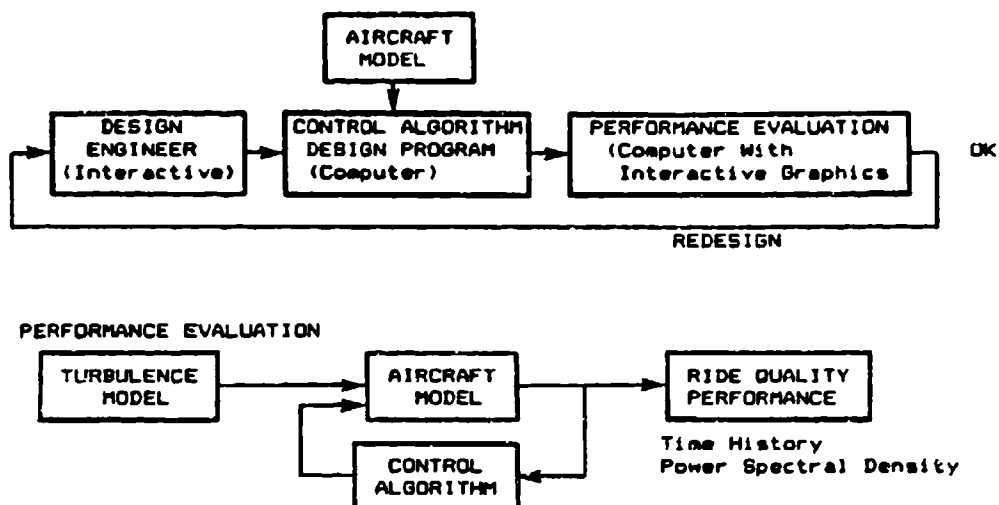 AIRCRAFT
MODEL
DESIGN
ENGINEER
(Interactive)
CONTROL ALGORITHM
DESIGN PROGRAM
(Computer)
PERFORMANCE EVALUATION
(Computer With
Interactive Graphics
OK
REDESIGN
PERFORMANCE EVALUATION
TURBULENCE
MODEL
AIRCRAFT
MODEL
RIDE QUALITY
PERFORMANCE
CONTROL
ALGORITHM
Time History
Power Spectral Density